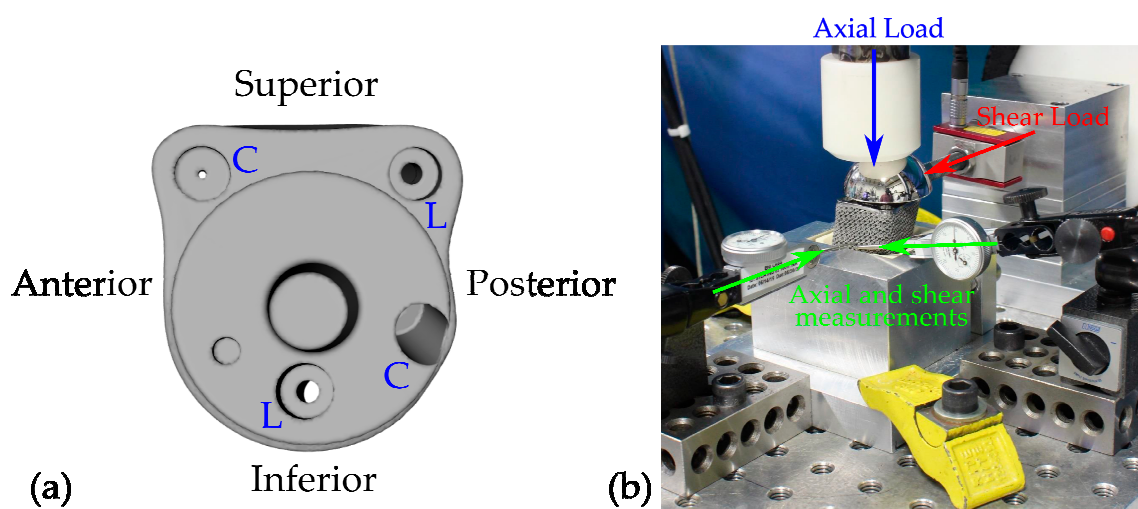 Axial Load
Superior
C
Shear Load
L
Anterior
Posterior
Axial and shear
measurements
C
L
Inferior
(a)
(b)